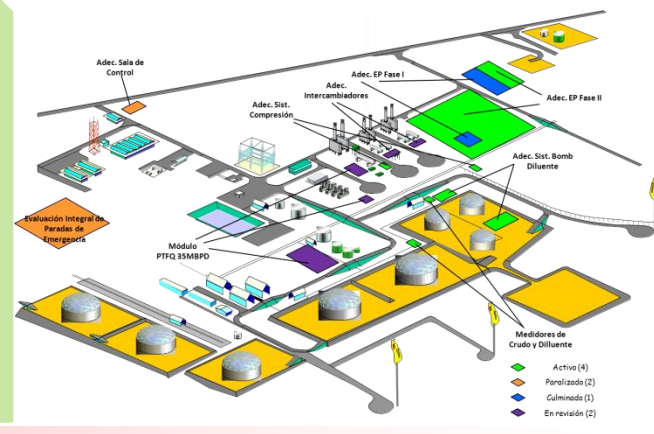 Adec. Sala de
Control
Adec. EP Fase I
Adec.
Intercambiadores
Adec. EP Fase II
Adec. Sist.
Compresión
Adec. Sist. Bomb
Diluente
Evaluación Integral de
Paradas de
Emergencia
Módulo
PTFQ 35MBPD
Medidores de
Crudo y Dilluente
Activo (4)
Paralizado (2)
Culminado (1)
En revisión (2)